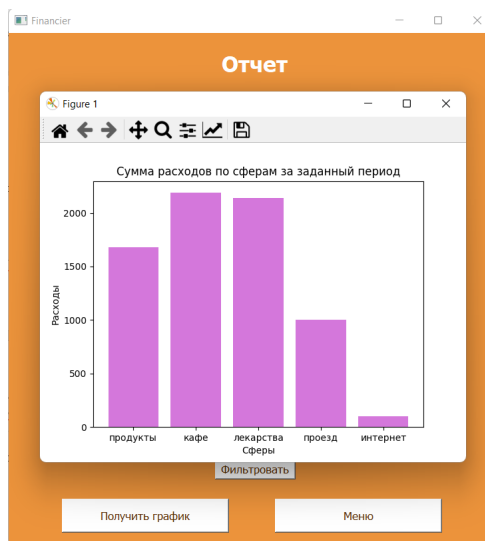 Financier
Отчет
Figure 1
Сумма расходов по сферам за заданный период
2000
1500
1000
500
0
Расходы
продукты кафе лекарства проезд интернет
Сферы
Фильтровать
Получить график Меню